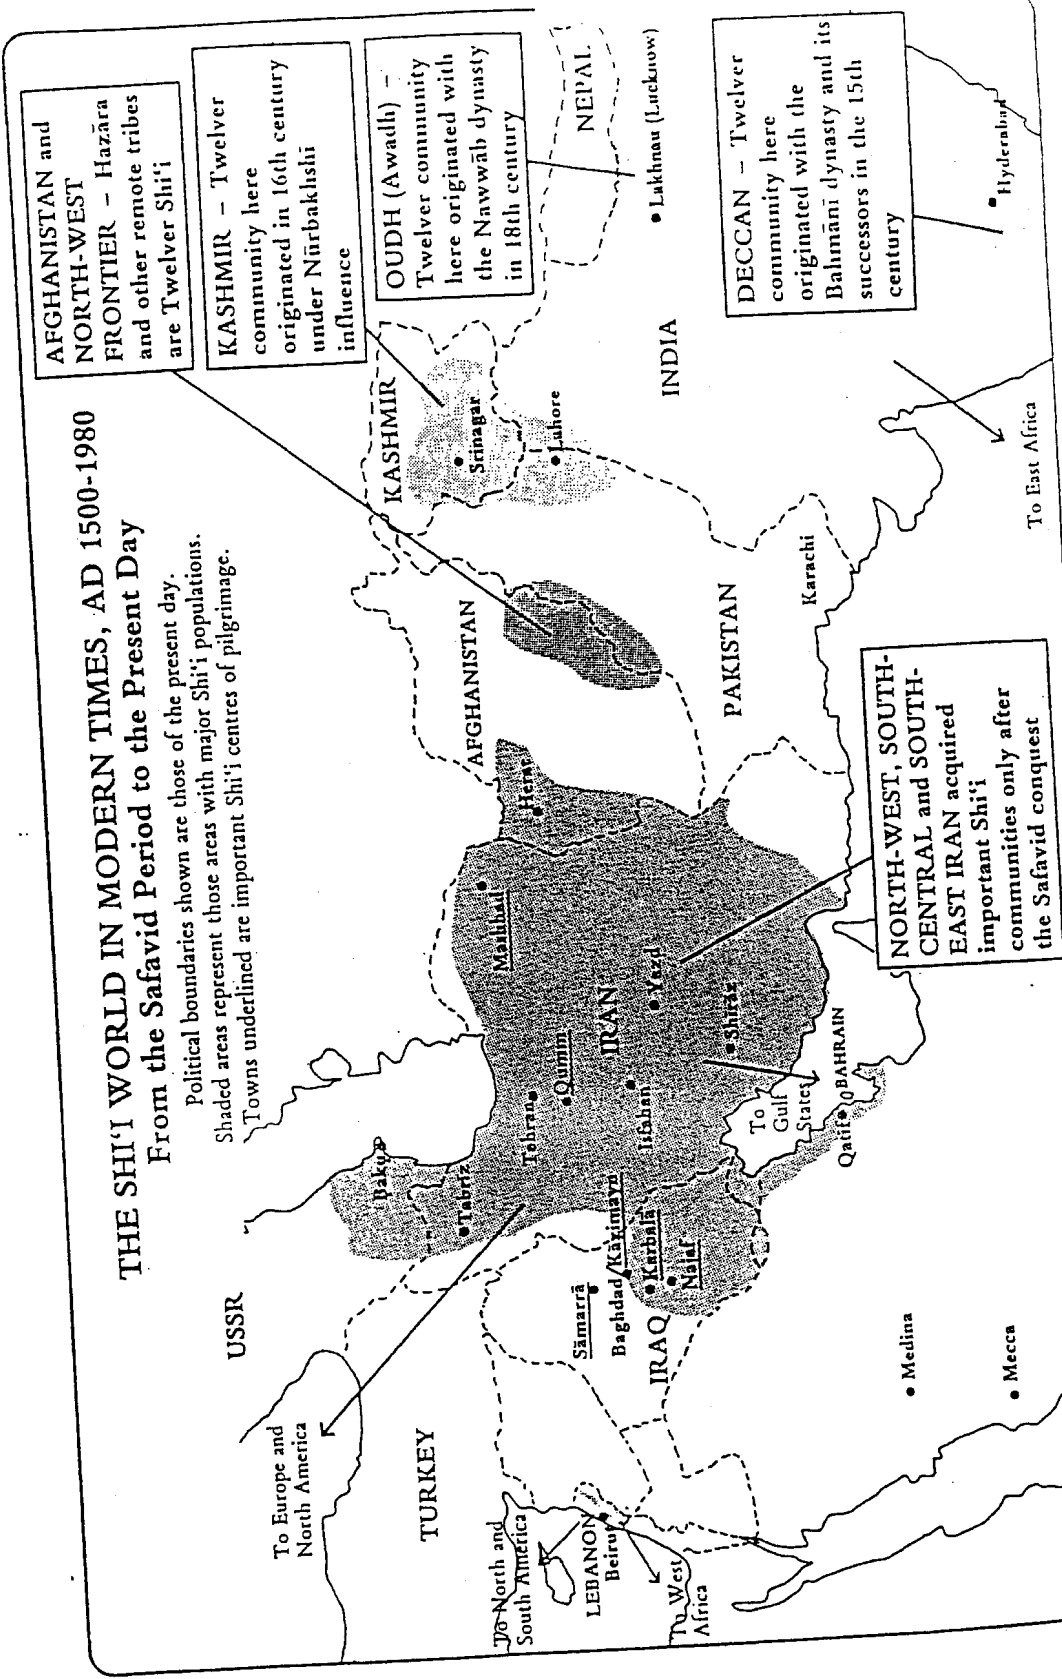 THE SHI'I WORLD IN MODERN TIMES, AD 1500-1980
From the Safavid Period to the Present Day
Political boundaries shown are those of the present day.
Shaded areas represent those areas with major Shi'i populations.
Towns underlined are important Shi'i centres of pilgrimage.
AFGHANISTAN and
NORTH-WEST
FRONTIER – Hazāra
and other remote tribes
are Twelver Shi'i
KASHMIR – Twelver
community here
originated in 16th century
under Nūrbakhshī
influence
OUDH (Awadh) –
Twelver community
here originated with
the Nawwāb dynasty
in 18th century
DECCAN – Twelver
community here
originated with the
Bahmānī dynasty and its
successors in the 15th
century
NORTH-WEST, SOUTH-
CENTRAL and SOUTH-
EAST IRAN acquired
important Shi'i
communities only after
the Safavid conquest
USSR
To Europe and
North America
TURKEY
To North and
South America
LEBANON
Beirut
To West
Africa
Sāmarrā
Baghdad/Kāẓimayn
Karbalā
Najaf
IRAQ
Medina
Mecca
Baku
Tabriz
Tehran
Qumm
Isfahan
IRAN
Yazd
Shirāz
Mashhad
Herat
To
Gulf
States
Qatif
BAHRAIN
AFGHANISTAN
PAKISTAN
Karachi
KASHMIR
Srinagar
Lahore
INDIA
NEPAL
Lakhnau (Lucknow)
Hyderabad
To East Africa